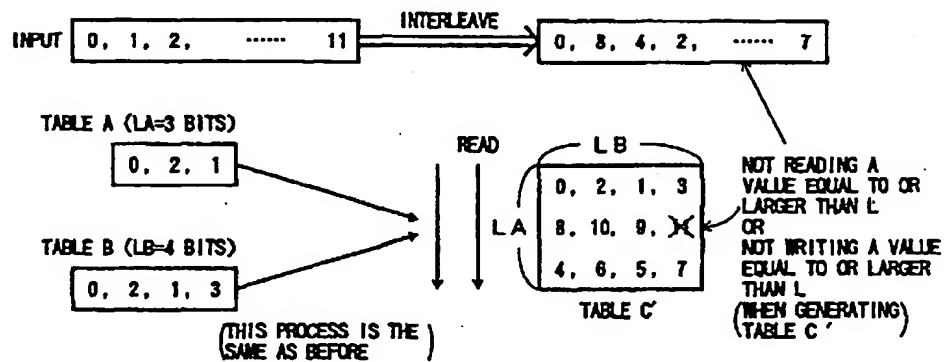 INTERLEAVE
INPUT 0, 1, 2, ...... 11
0, 8, 4, 2, ...... 7
TABLE A (LA=3 BITS)
0, 2, 1
TABLE B (LB=4 BITS)
0, 2, 1, 3
(THIS PROCESS IS THE
SAME AS BEFORE)
READ
LB
LA
0, 2, 1, 3
8, 10, 9,
4, 6, 5, 7
TABLE C'
NOT READING A
VALUE EQUAL TO OR
LARGER THAN L
OR
NOT WRITING A VALUE
EQUAL TO OR LARGER
THAN L
(WHEN GENERATING
TABLE C')